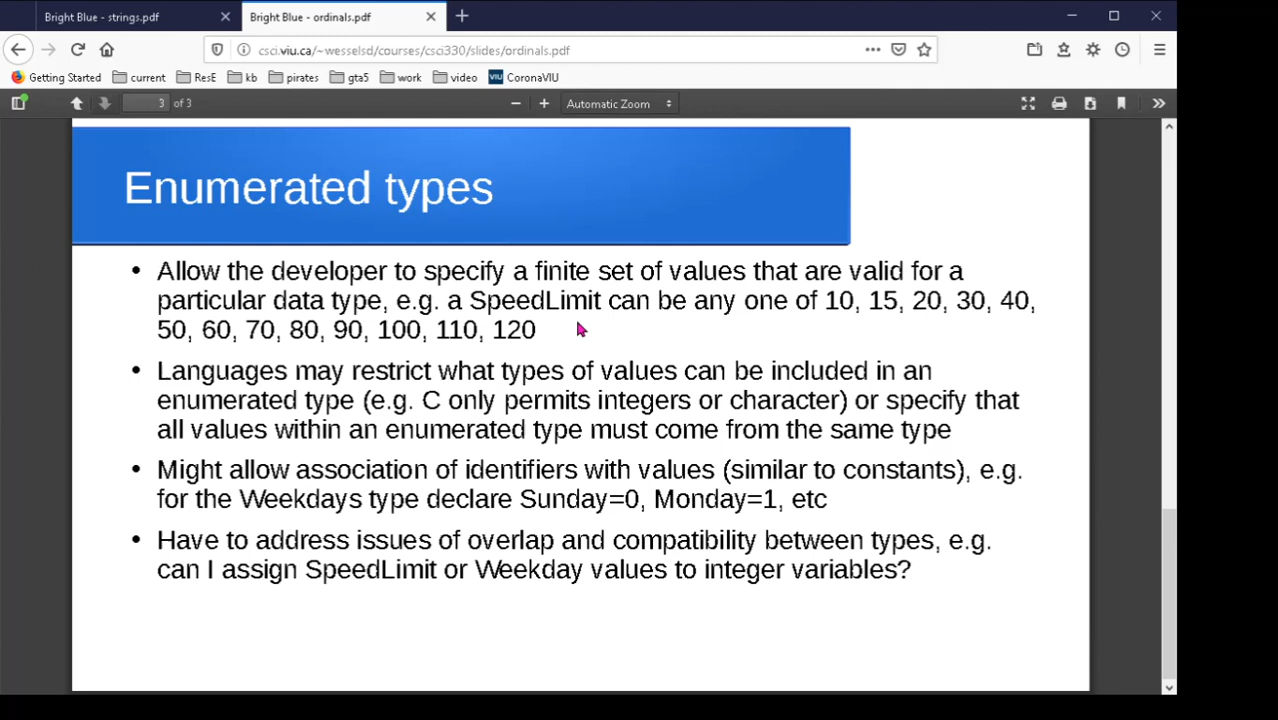 Bright Blue - strings.pdf
Bright Blue - ordinals.pdf
csci.viu.ca/~wesselsd/courses/csci330/slides/ordinals.pdf
Getting Started current ResE kb pirates gta5 work video VIU CoronaVIU
3 of 3 Automatic Zoom
Enumerated types
• Allow the developer to specify a finite set of values that are valid for a
particular data type, e.g. a SpeedLimit can be any one of 10, 15, 20, 30, 40,
50, 60, 70, 80, 90, 100, 110, 120
• Languages may restrict what types of values can be included in an
enumerated type (e.g. C only permits integers or character) or specify that
all values within an enumerated type must come from the same type
• Might allow association of identifiers with values (similar to constants), e.g.
for the Weekdays type declare Sunday=0, Monday=1, etc
• Have to address issues of overlap and compatibility between types, e.g.
can I assign SpeedLimit or Weekday values to integer variables?